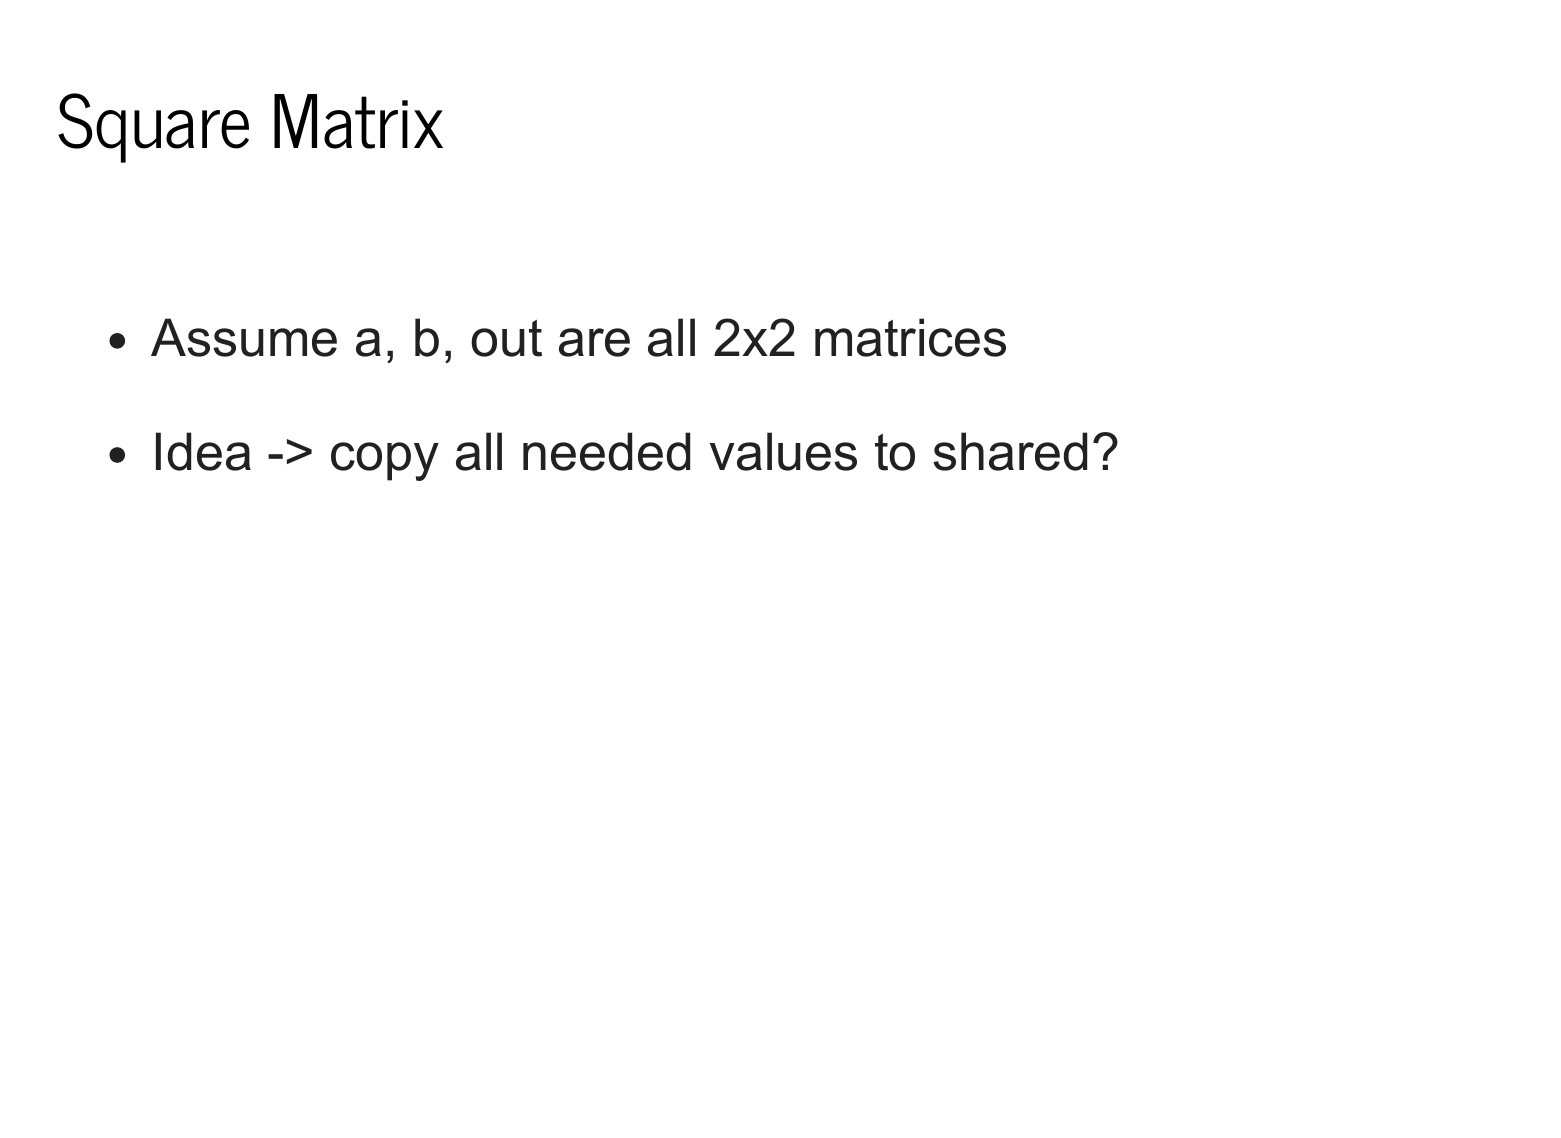 Square Matrix
• Assume a, b, out are all 2x2 matrices
• Idea -> copy all needed values to shared?